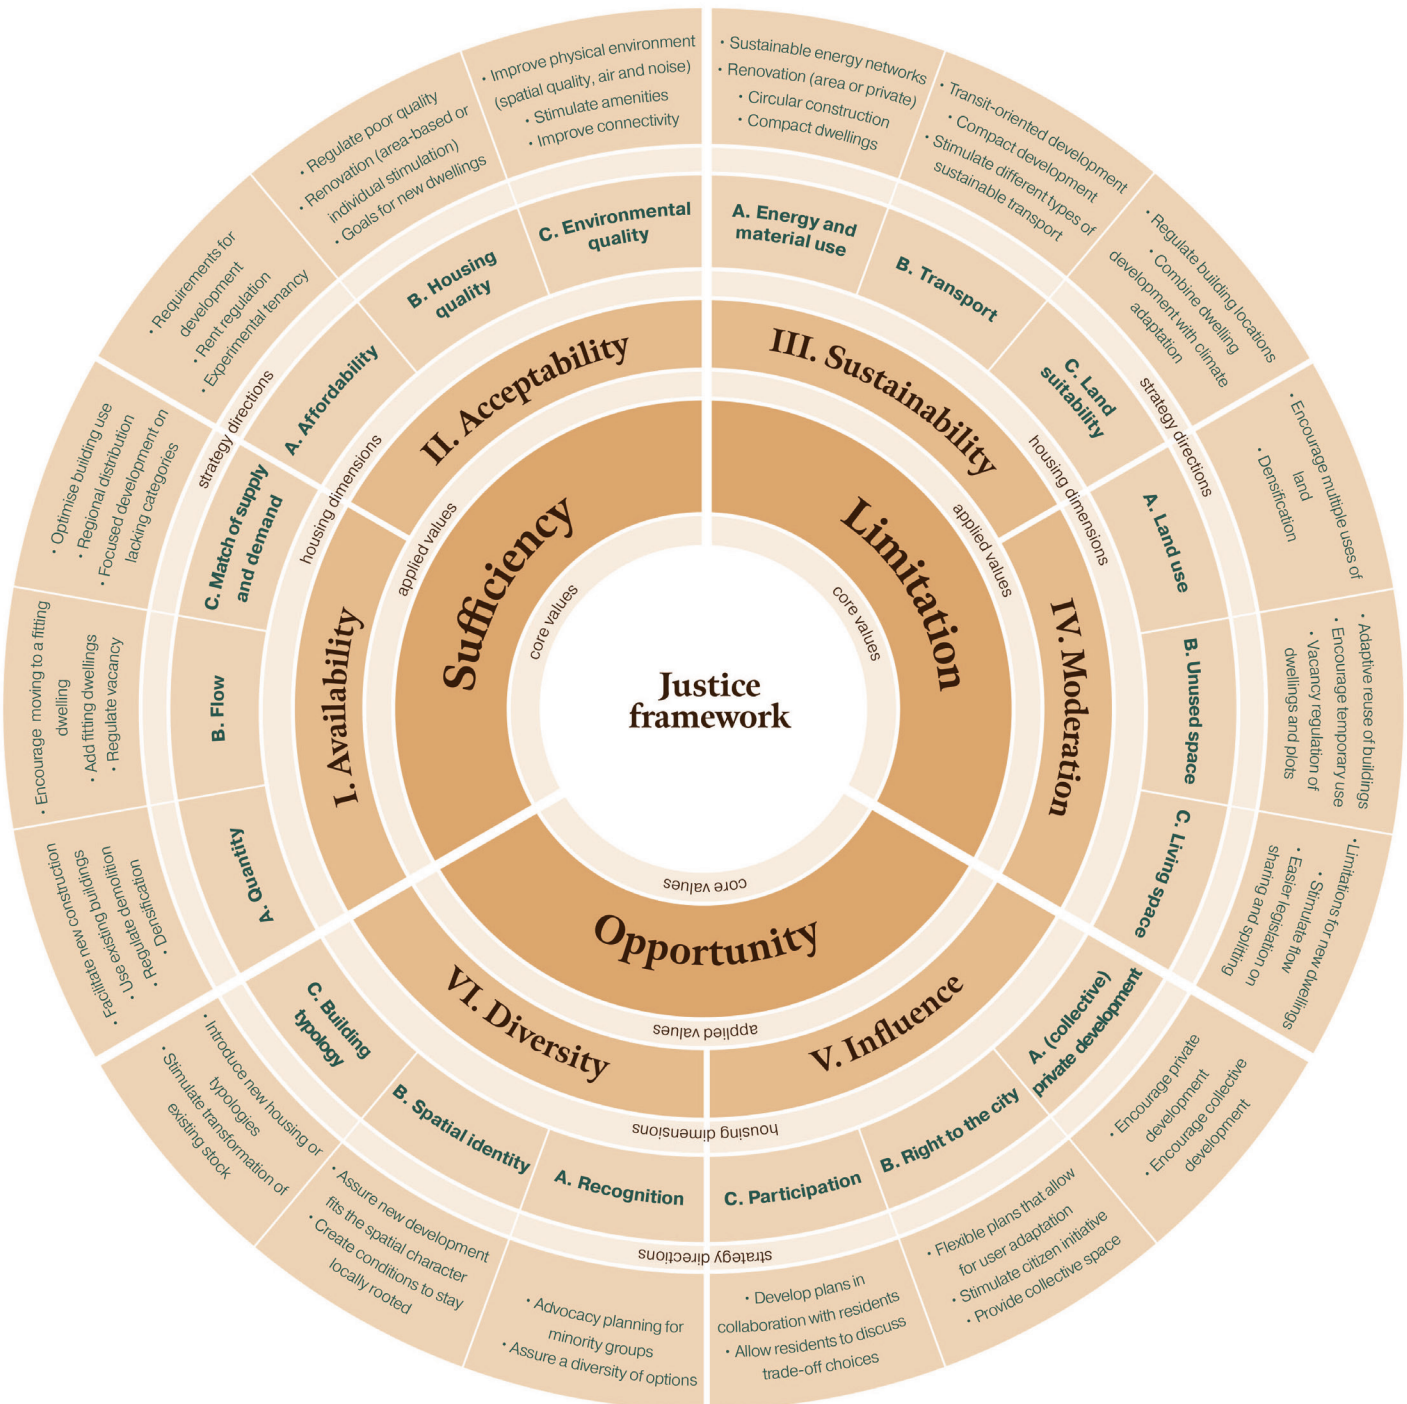 Justice
framework
core values
core values
core values
Sufficiency
Limitation
Opportunity
applied values
applied values
applied values
I. Availability
II. Acceptability
III. Sustainability
IV. Moderation
V. Influence
VI. Diversity
housing dimensions
housing dimensions
housing dimensions
A. Quantity
B. Flow
C. Match of supply
and demand
A. Affordability
B. Housing
quality
C. Environmental
quality
A. Energy and
material use
B. Transport
C. Land
suitability
A. Land use
B. Unused space
C. Living space
A. (collective)
private development
B. Right to the city
C. Participation
A. Recognition
B. Spatial identity
C. Building
typology
strategy directions
strategy directions
strategy directions
• Facilitate new construction
• Use existing buildings
• Regulate demolition
• Densification
• Encourage moving to a fitting
dwelling
• Add fitting dwellings
• Regulate vacancy
• Optimise building use
• Regional distribution
• Focused development on
lacking categories
• Requirements for
development
• Rent regulation
• Experimental tenancy
• Regulate poor quality
• Renovation (area-based or
individual stimulation)
• Goals for new dwellings
• Improve physical environment
(spatial quality, air and noise)
• Stimulate amenities
• Improve connectivity
• Sustainable energy networks
• Renovation (area or private)
• Circular construction
• Compact dwellings
• Transit-oriented development
• Compact development
• Stimulate different types of
sustainable transport
• Regulate building locations
• Combine dwelling
development with climate
adaptation
• Encourage multiple uses of
land
• Densification
• Adaptive reuse of buildings
• Encourage temporary use
• Vacancy regulation of
dwellings and plots
• Limitations for new dwellings
• Stimulate flow
• Easier legislation on
sharing and splitting
• Encourage private
development
• Encourage collective
development
• Flexible plans that allow
for user adaptation
• Stimulate citizen initiative
• Provide collective space
• Develop plans in
collaboration with residents
• Allow residents to discuss
trade-off choices
• Advocacy planning for
minority groups
• Assure a diversity of options
• Assure new development
fits the spatial character
• Create conditions to stay
locally rooted
• Introduce new housing or
typologies
• Stimulate transformation of
existing stock